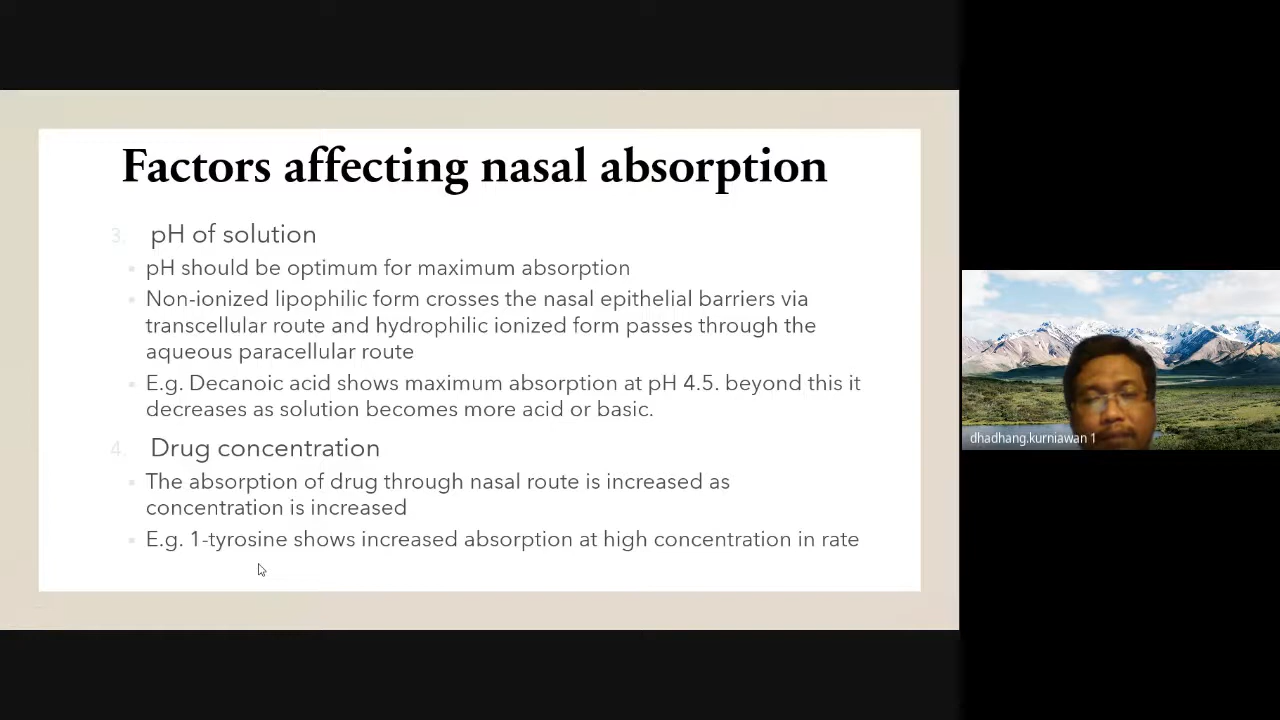 Factors affecting nasal absorption
3. pH of solution
▪ pH should be optimum for maximum absorption
▪ Non-ionized lipophilic form crosses the nasal epithelial barriers via
transcellular route and hydrophilic ionized form passes through the
aqueous paracellular route
▪ E.g. Decanoic acid shows maximum absorption at pH 4.5. beyond this it
decreases as solution becomes more acid or basic.
4. Drug concentration
▪ The absorption of drug through nasal route is increased as
concentration is increased
▪ E.g. 1-tyrosine shows increased absorption at high concentration in rate
dhadhang.kurniawan 1